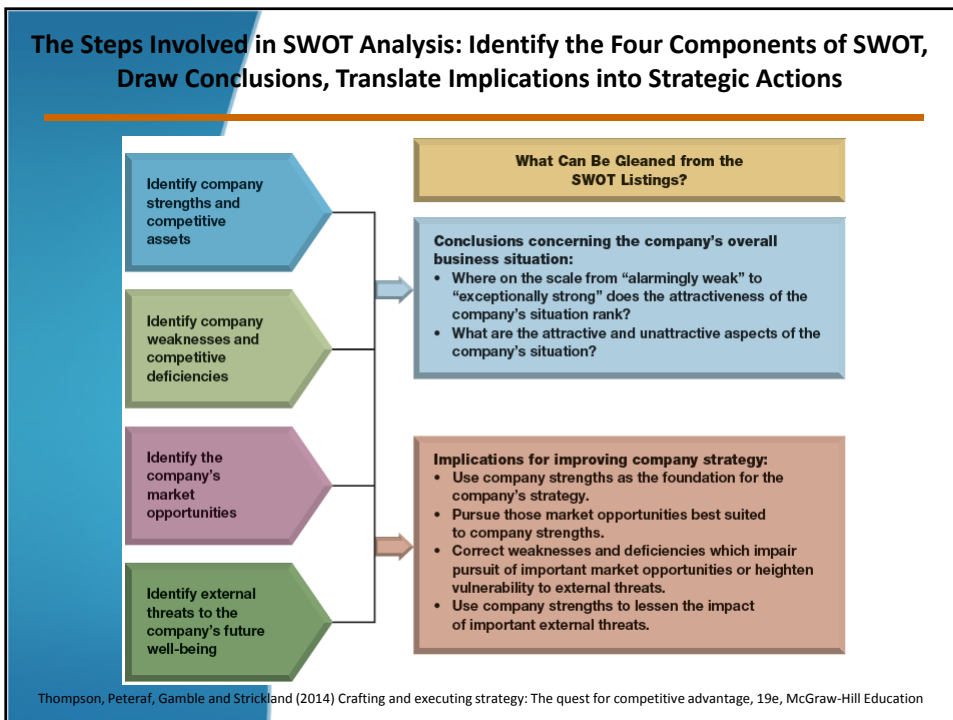 The Steps Involved in SWOT Analysis: Identify the Four Components of SWOT,
Draw Conclusions, Translate Implications into Strategic Actions
Identify company
strengths and
competitive
assets
Identify company
weaknesses and
competitive
deficiencies
Identify the
company's
market
opportunities
Identify external
threats to the
company's future
well-being
What Can Be Gleaned from the
SWOT Listings?
Conclusions concerning the company's overall
business situation:
• Where on the scale from “alarmingly weak” to
“exceptionally strong” does the attractiveness of the
company's situation rank?
• What are the attractive and unattractive aspects of the
company's situation?
Implications for improving company strategy:
• Use company strengths as the foundation for the
company's strategy.
• Pursue those market opportunities best suited
to company strengths.
• Correct weaknesses and deficiencies which impair
pursuit of important market opportunities or heighten
vulnerability to external threats.
• Use company strengths to lessen the impact
of important external threats.
Thompson, Peteraf, Gamble and Strickland (2014) Crafting and executing strategy: The quest for competitive advantage, 19e, McGraw-Hill Education